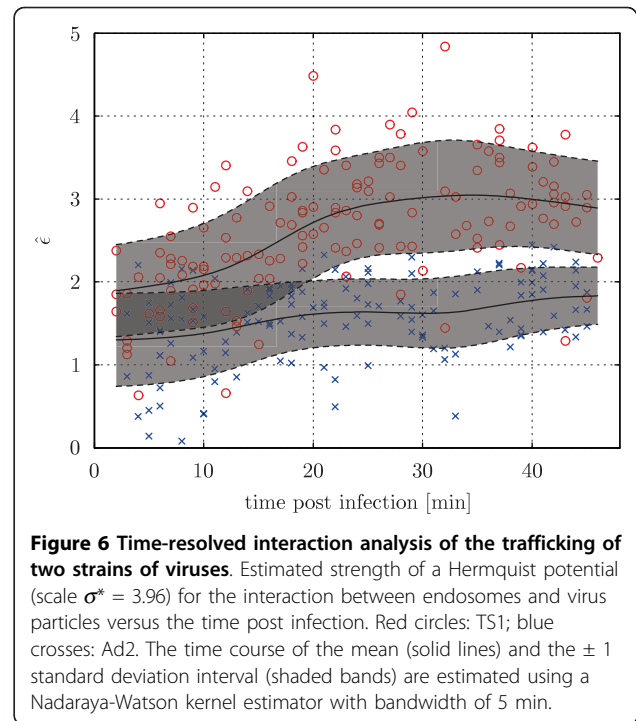 5
4
3
2
1
0
ϵ̂
0 10 20 30 40
time post infection [min]
Figure 6 Time-resolved interaction analysis of the trafficking of
two strains of viruses. Estimated strength of a Hermquist potential
(scale σ* = 3.96) for the interaction between endosomes and virus
particles versus the time post infection. Red circles: TS1; blue
crosses: Ad2. The time course of the mean (solid lines) and the ± 1
standard deviation interval (shaded bands) are estimated using a
Nadaraya-Watson kernel estimator with bandwidth of 5 min.